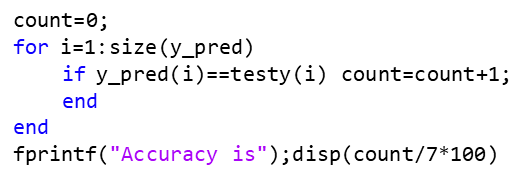 count=0;
for i=1:size(y_pred)
    if y_pred(i)==testy(i) count=count+1;
    end
end
fprintf("Accuracy is");disp(count/7*100)